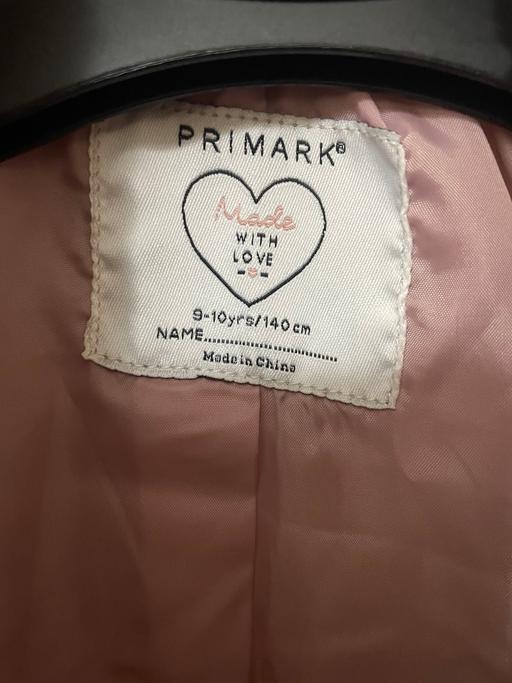 PRIMARK®
Made
WITH
LOVE
9-10yrs/140cm
NAME.................................
Made in China